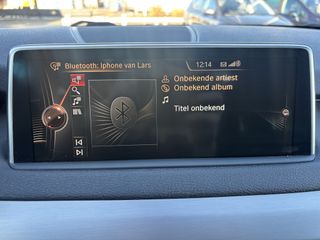 Bluetooth: Iphone van Lars
12:14
Onbekende artiest
Onbekend album
Titel onbekend